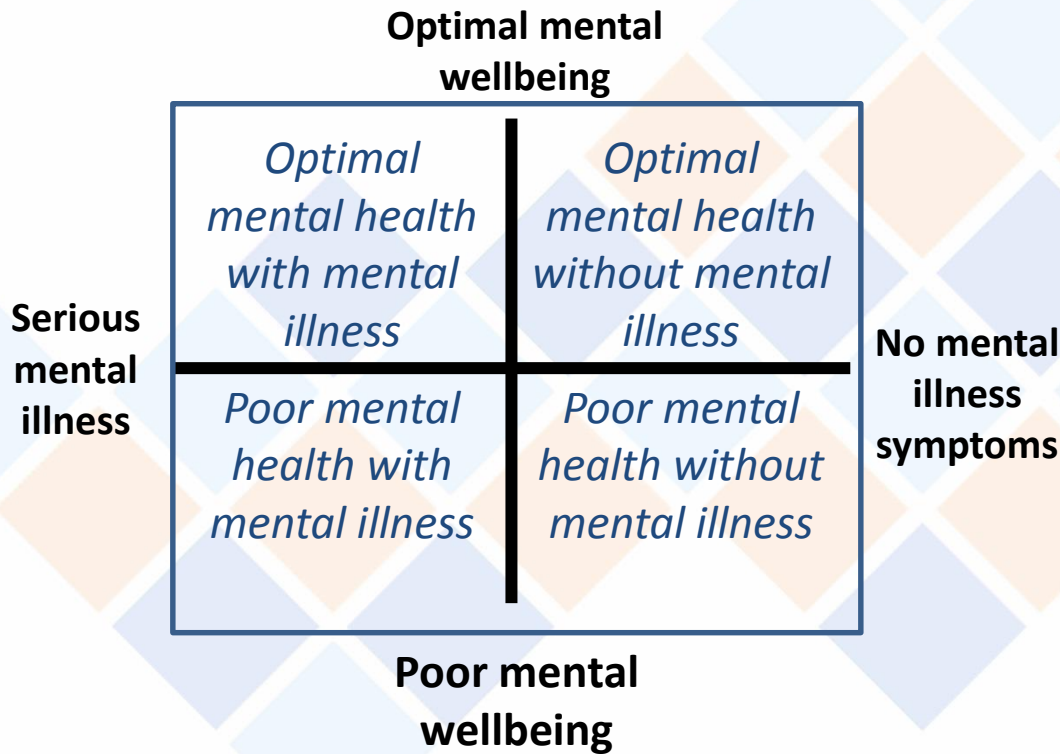 Optimal mental
wellbeing
Optimal
mental health
with mental
illness
Optimal
mental health
without mental
illness
Serious
mental
illness
No mental
illness
symptoms
Poor mental
health with
mental illness
Poor mental
health without
mental illness
Poor mental
wellbeing